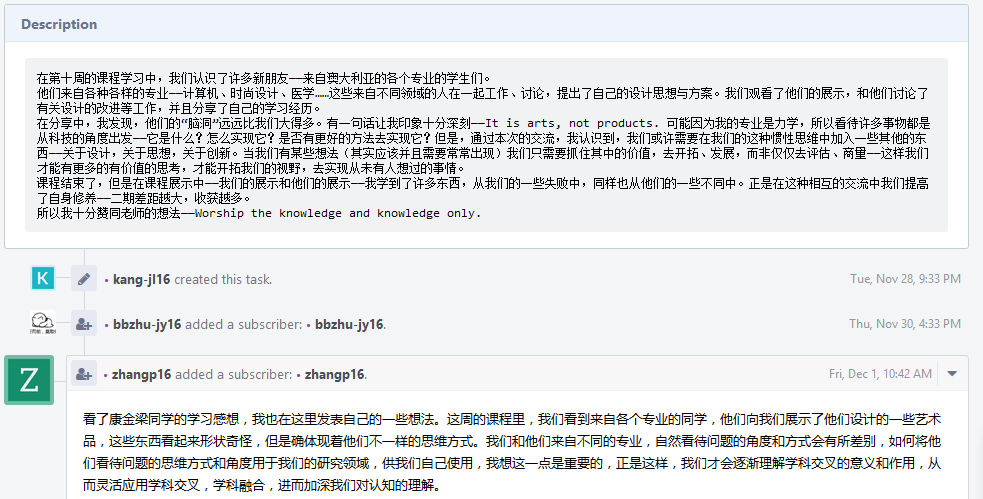 Description
在第十周的课程学习中，我们认识了许多新朋友——来自澳大利亚的各个专业的学生们。
他们来自各种各样的专业——计算机、时尚设计、医学……这些来自不同领域的人在一起工作、讨论，提出了自己的设计思想与方案。我们观看了他们的展示，和他们讨论了
有关设计的改进等工作，并且分享了自己的学习经历。
在分享中，我发现，他们的“脑洞”远远比我们大得多。有一句话让我印象十分深刻——It is arts, not products. 可能因为我的专业是力学，所以看待许多事物都是
从科技的角度出发——它是什么？怎么实现它？是否有更好的方法去实现它？但是，通过本次的交流，我认识到，我们或许需要在我们的这种惯性思维中加入一些其他的东
西——关于设计，关于思想，关于创新。当我们有某些想法（其实应该并且需要常常出现）我们只需要抓住其中的价值，去开拓、发展，而非仅仅去评估、商量——这样我们
才能有更多的有价值的思考，才能开拓我们的视野，去实现从未有人想过的事情。
课程结束了，但是在课程展示中——我们的展示和他们的展示——我学到了许多东西，从我们的一些失败中，同样也从他们的一些不同中。正是在这种相互的交流中我们提高
了自身修养——二期差距越大，收获越多。
所以我十分赞同老师的想法——Worship the knowledge and knowledge only.
K • kang-jl16 created this task. Tue, Nov 28, 9:33 PM
• bbzhu-jy16 added a subscriber: • bbzhu-jy16. Thu, Nov 30, 4:33 PM
Z • zhangp16 added a subscriber: • zhangp16. Fri, Dec 1, 10:42 AM
看了康金梁同学的学习感想，我也在这里发表自己的一些想法。这周的课程里，我们看到来自各个专业的同学，他们向我们展示了他们设计的一些艺术
品，这些东西看起来形状奇怪，但是确体现着他们不一样的思维方式。我们和他们来自不同的专业，自然看待问题的角度和方式会有所差别，如何将他
们看待问题的思维方式和角度用于我们的研究领域，供我们自己使用，我想这一点是重要的，正是这样，我们才会逐渐理解学科交叉的意义和作用，从
而灵活应用学科交叉，学科融合，进而加深我们对认知的理解。